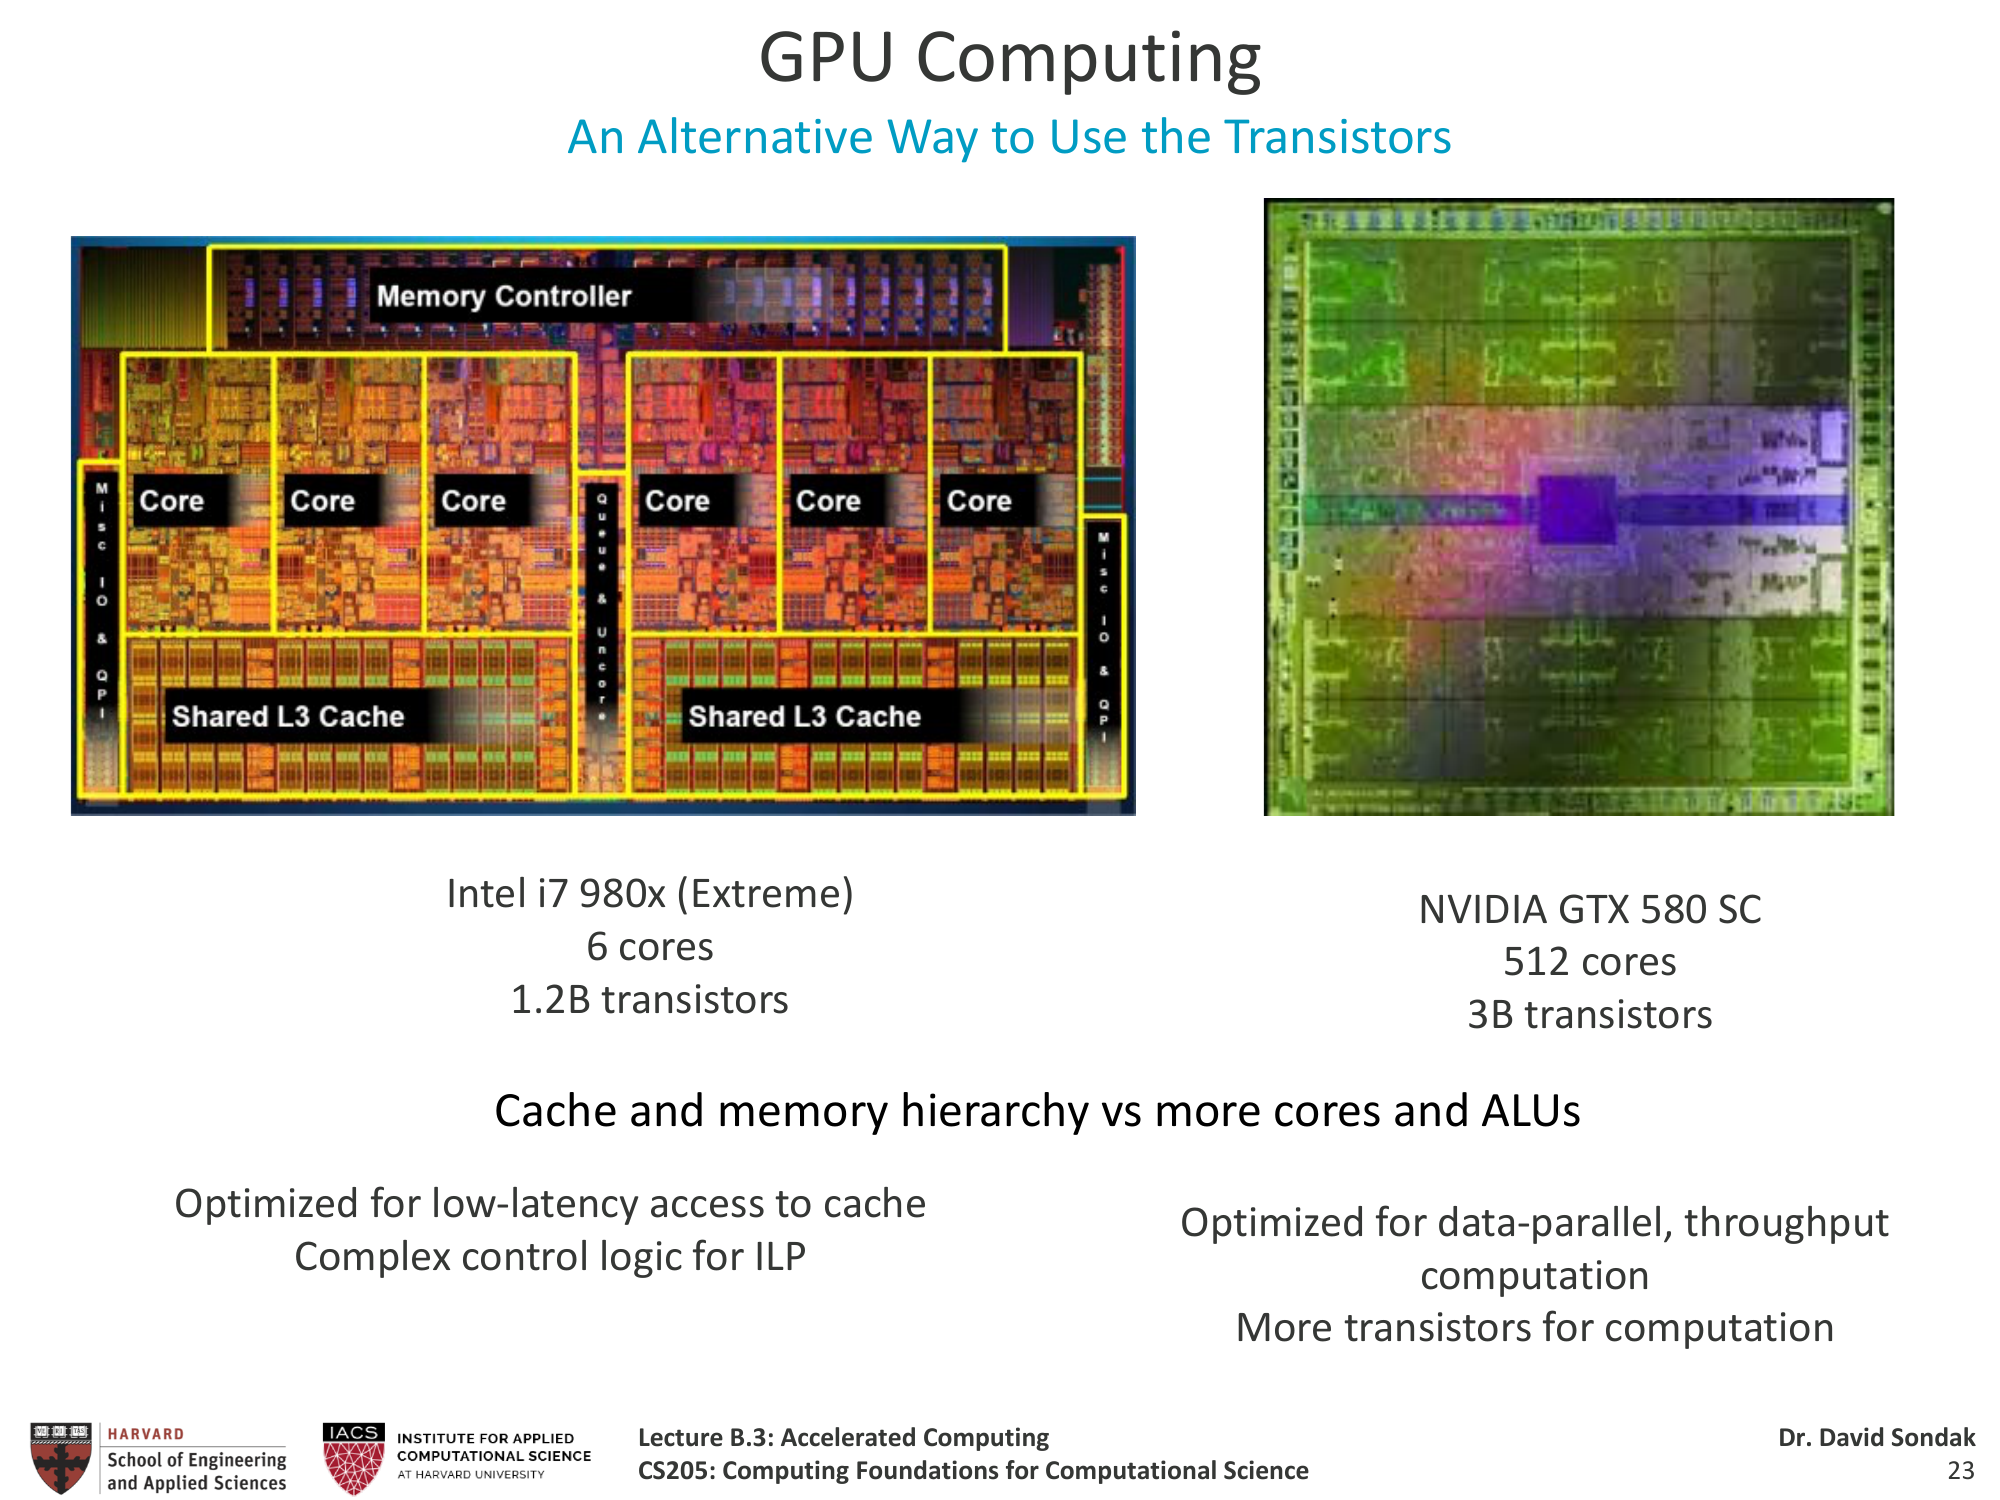 GPU Computing
An Alternative Way to Use the Transistors
Memory Controller
Core
Core
Core
Core
Core
Core
Misc IO & QPI
Queue & Uncore
Misc IO & QPI
Shared L3 Cache
Shared L3 Cache
Intel i7 980x (Extreme)
6 cores
1.2B transistors
NVIDIA GTX 580 SC
512 cores
3B transistors
Cache and memory hierarchy vs more cores and ALUs
Optimized for low-latency access to cache
Complex control logic for ILP
Optimized for data-parallel, throughput
computation
More transistors for computation
HARVARD
School of Engineering
and Applied Sciences
IACS
INSTITUTE FOR APPLIED
COMPUTATIONAL SCIENCE
AT HARVARD UNIVERSITY
Lecture B.3: Accelerated Computing
CS205: Computing Foundations for Computational Science
Dr. David Sondak
23